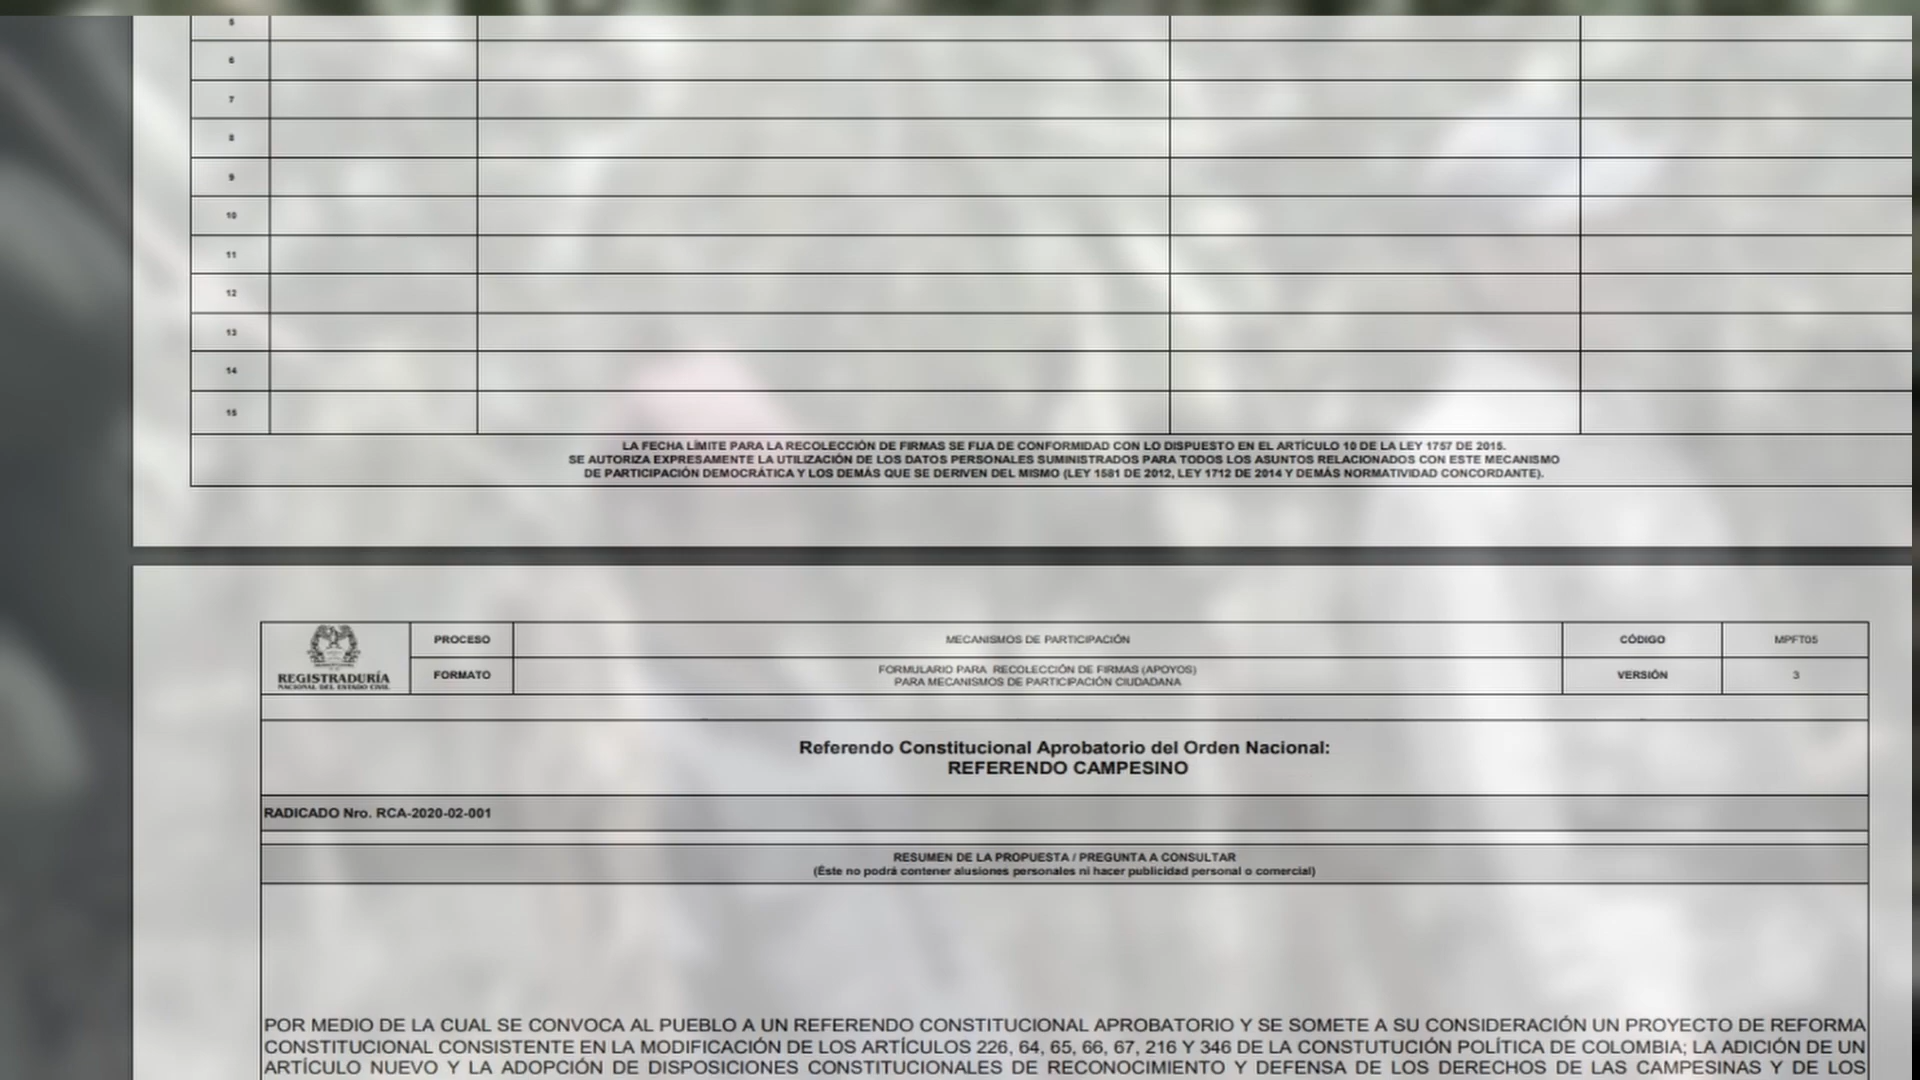 5
6
7
8
9
10
11
12
13
14
15
LA FECHA LÍMITE PARA LA RECOLECCIÓN DE FIRMAS SE FIJA DE CONFORMIDAD CON LO DISPUESTO EN EL ARTÍCULO 10 DE LA LEY 1757 DE 2015.
SE AUTORIZA EXPRESAMENTE LA UTILIZACIÓN DE LOS DATOS PERSONALES SUMINISTRADOS PARA TODOS LOS ASUNTOS RELACIONADOS CON ESTE MECANISMO
DE PARTICIPACIÓN DEMOCRÁTICA Y LOS DEMÁS QUE SE DERIVEN DEL MISMO (LEY 1581 DE 2012, LEY 1712 DE 2014 Y DEMÁS NORMATIVIDAD CONCORDANTE).
REGISTRADURÍA
NACIONAL DEL ESTADO CIVIL
PROCESO
MECANISMOS DE PARTICIPACIÓN
CÓDIGO
MPFT05
FORMATO
FORMULARIO PARA RECOLECCIÓN DE FIRMAS (APOYOS)
PARA MECANISMOS DE PARTICIPACIÓN CIUDADANA
VERSIÓN
3
Referendo Constitucional Aprobatorio del Orden Nacional:
REFERENDO CAMPESINO
RADICADO Nro. RCA-2020-02-001
RESUMEN DE LA PROPUESTA / PREGUNTA A CONSULTAR
(Éste no podrá contener alusiones personales ni hacer publicidad personal o comercial)
POR MEDIO DE LA CUAL SE CONVOCA AL PUEBLO A UN REFERENDO CONSTITUCIONAL APROBATORIO Y SE SOMETE A SU CONSIDERACIÓN UN PROYECTO DE REFORMA
CONSTITUCIONAL CONSISTENTE EN LA MODIFICACIÓN DE LOS ARTÍCULOS 226, 64, 65, 66, 67, 216 Y 346 DE LA CONSTUTUCIÓN POLÍTICA DE COLOMBIA; LA ADICIÓN DE UN
ARTÍCULO NUEVO Y LA ADOPCIÓN DE DISPOSICIONES CONSTITUCIONALES DE RECONOCIMIENTO Y DEFENSA DE LOS DERECHOS DE LAS CAMPESINAS Y DE LOS